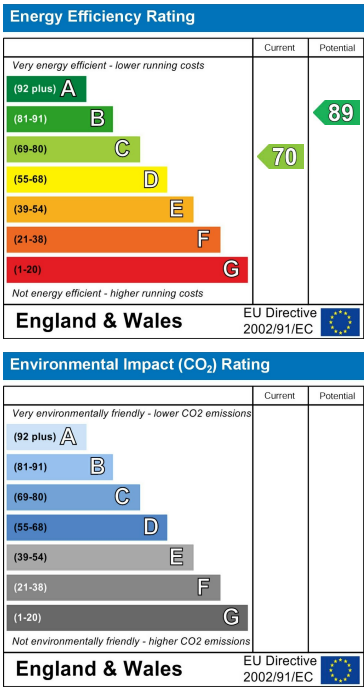 Energy Efficiency Rating
Current Potential
Very energy efficient - lower running costs
(92 plus) A
(81-91) B
89
(69-80) C
70
(55-68) D
(39-54) E
(21-38) F
(1-20) G
Not energy efficient - higher running costs
England & Wales
EU Directive
2002/91/EC
Environmental Impact (CO₂) Rating
Current Potential
Very environmentally friendly - lower CO2 emissions
(92 plus) A
(81-91) B
(69-80) C
(55-68) D
(39-54) E
(21-38) F
(1-20) G
Not environmentally friendly - higher CO2 emissions
England & Wales
EU Directive
2002/91/EC